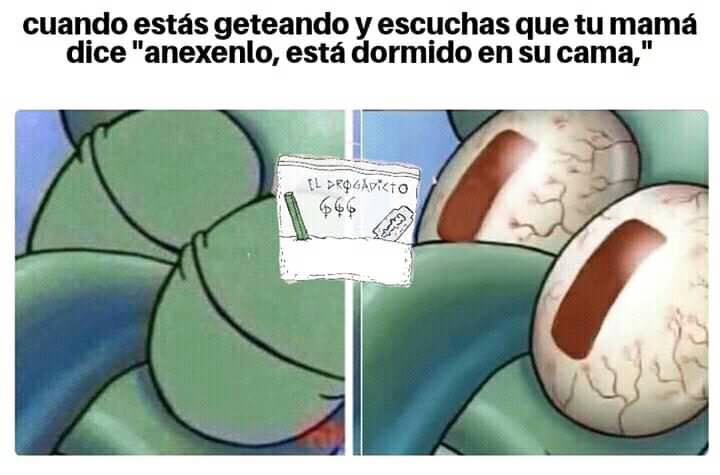 cuando estás geteando y escuchas que tu mamá
dice "anexenlo, está dormido en su cama,"
EL DROGADICTO
666